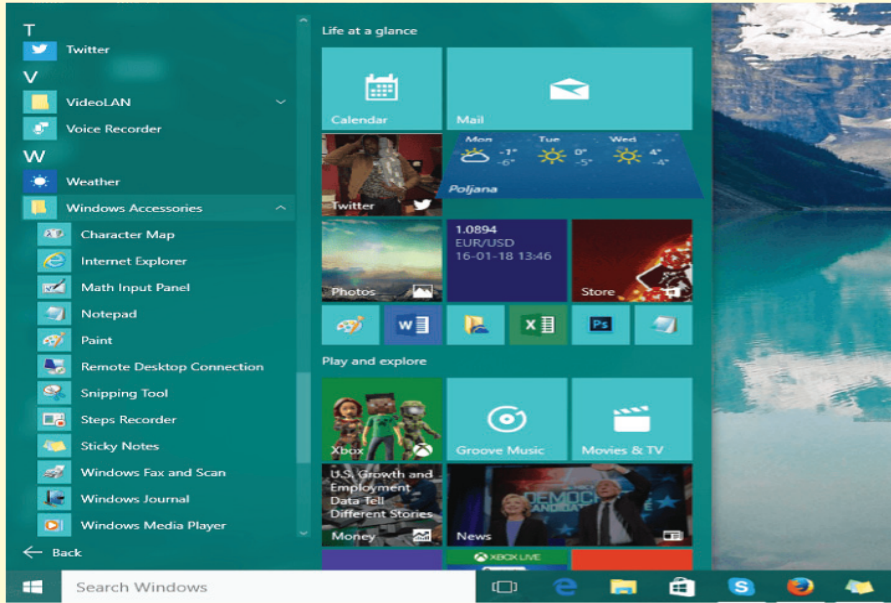 T
Twitter
V
VideoLAN
Voice Recorder
W
Weather
Windows Accessories
Character Map
Internet Explorer
Math Input Panel
Notepad
Paint
Remote Desktop Connection
Snipping Tool
Steps Recorder
Sticky Notes
Windows Fax and Scan
Windows Journal
Windows Media Player
Back
Life at a glance
Calendar
Mail
Twitter
Mon Tue Wed
-1° 0° 4°
-6° -5° -4°
Poljana
Photos
1.0894
EUR/USD
16-01-18 13:46
Store
W X Ps
Play and explore
Xbox
Groove Music
Movies & TV
U.S. Growth and
Employment
Data Tell
Different Stories
Money
DEMOC
CANDIDATE
News
XBOX LIVE
Search Windows